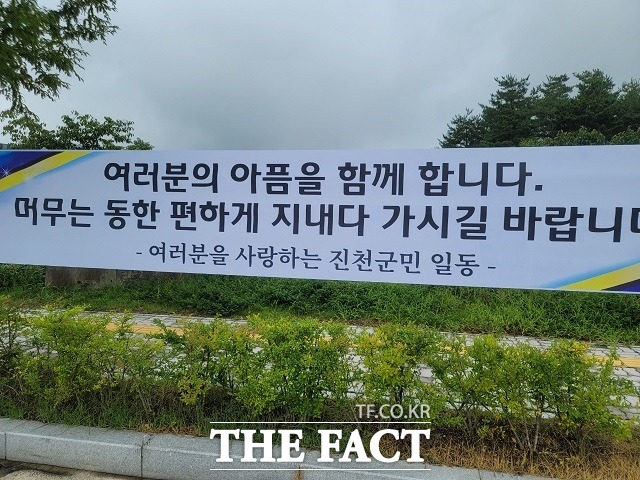 여러분의 아픔을 함께 합니다.
머무는 동한 편하게 지내다 가시길 바랍니다
- 여러분을 사랑하는 진천군민 일동 -
TF.CO.KR
THE FACT